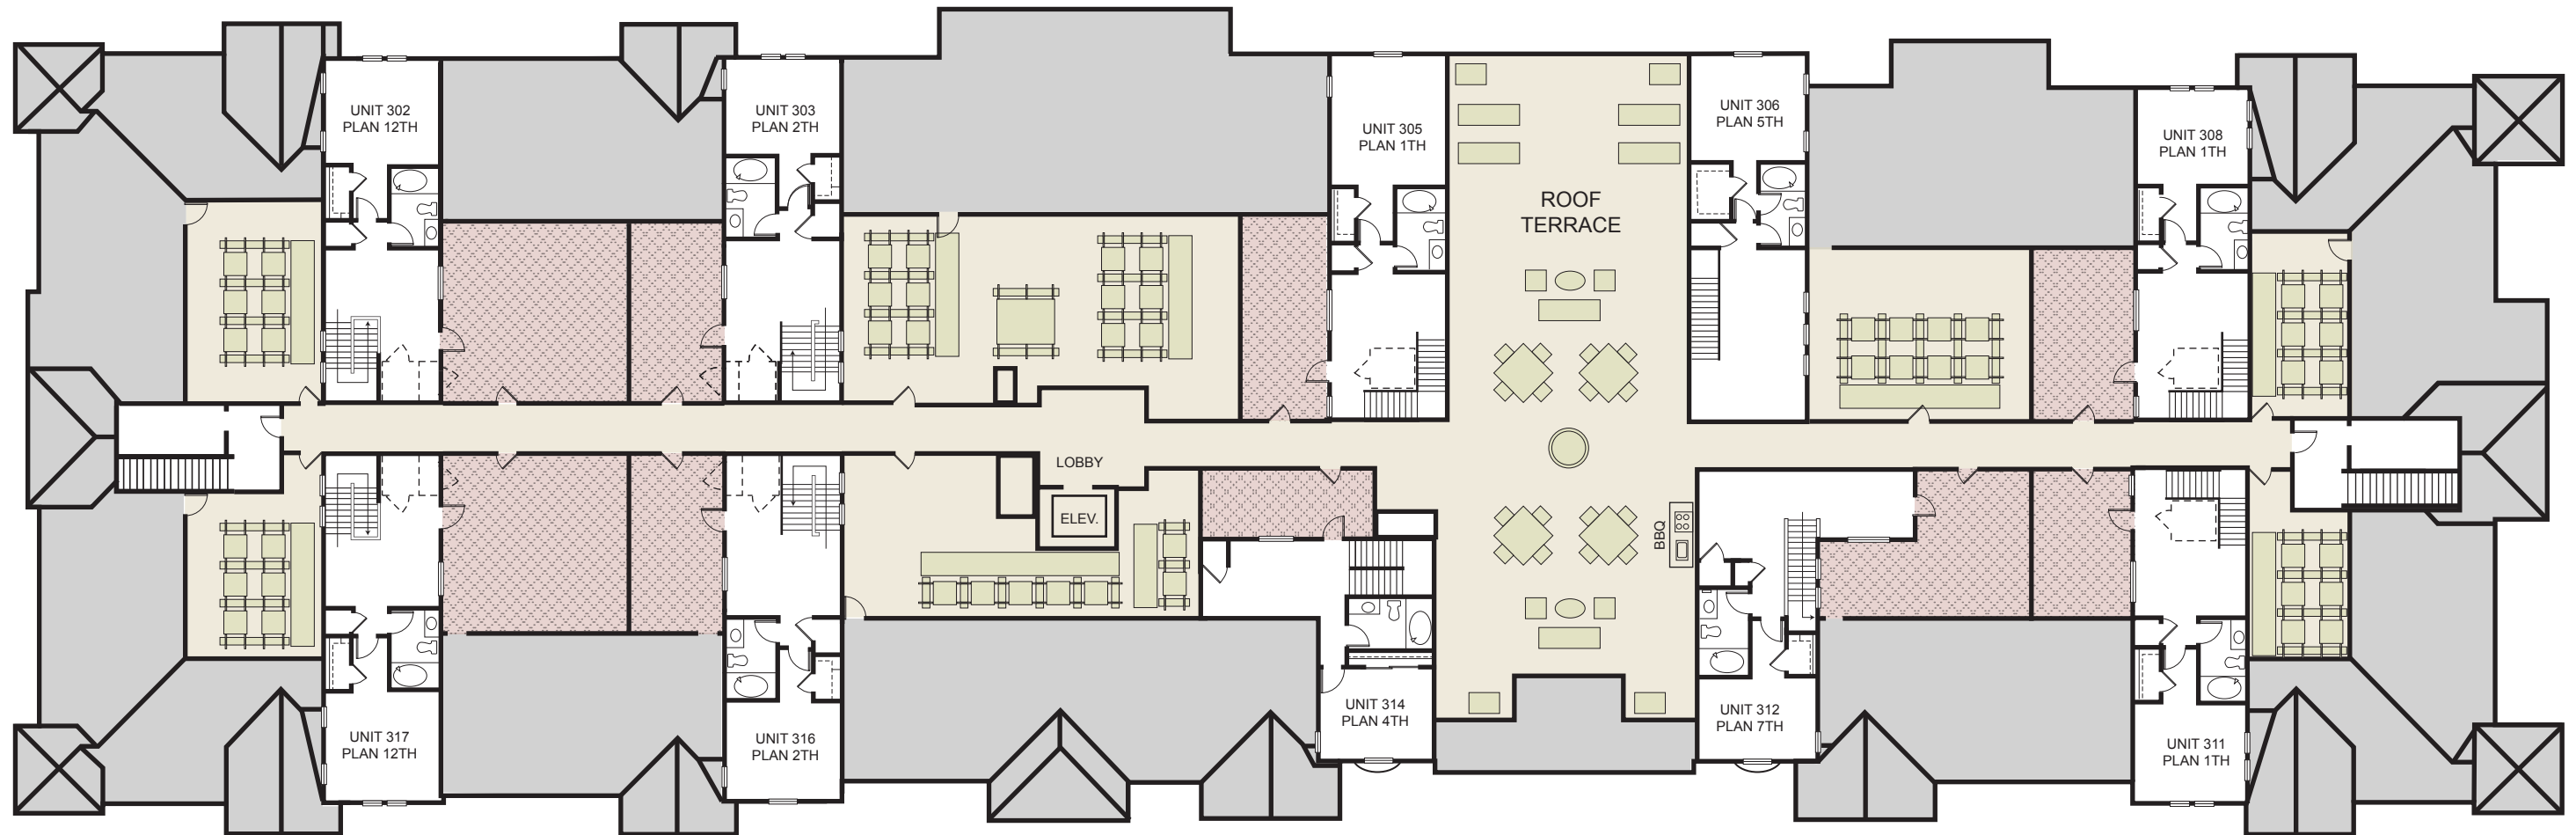 UNIT 302
PLAN 12TH
UNIT 303
PLAN 2TH
UNIT 305
PLAN 1TH
UNIT 306
PLAN 5TH
UNIT 308
PLAN 1TH
ROOF
TERRACE
LOBBY
ELEV.
BBQ
UNIT 317
PLAN 12TH
UNIT 316
PLAN 2TH
UNIT 314
PLAN 4TH
UNIT 312
PLAN 7TH
UNIT 311
PLAN 1TH